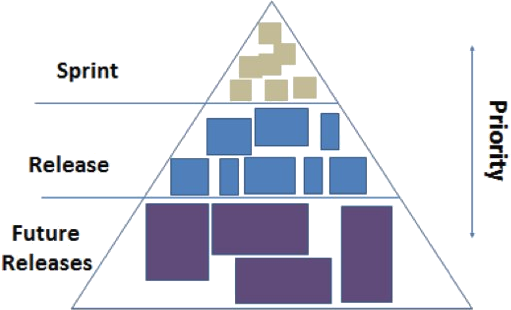 Sprint
Release
Future
Releases
Priority